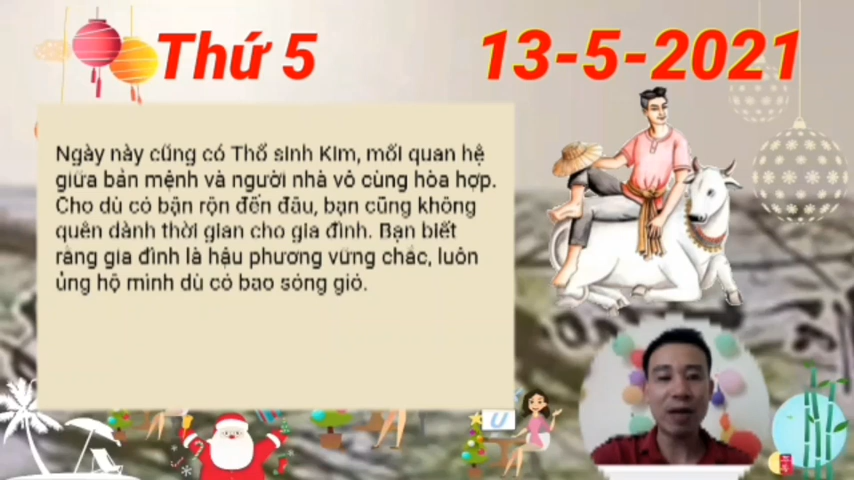 Thứ 5
13-5-2021
Ngày này cũng có Thổ sinh Kim, mối quan hệ
giữa bản mệnh và người nhà vô cùng hòa hợp.
Cho dù có bận rộn đến đâu, bạn cũng không
quên dành thời gian cho gia đình. Bạn biết
rằng gia đình là hậu phương vững chắc, luôn
ủng hộ mình dù có bao sóng gió.
U